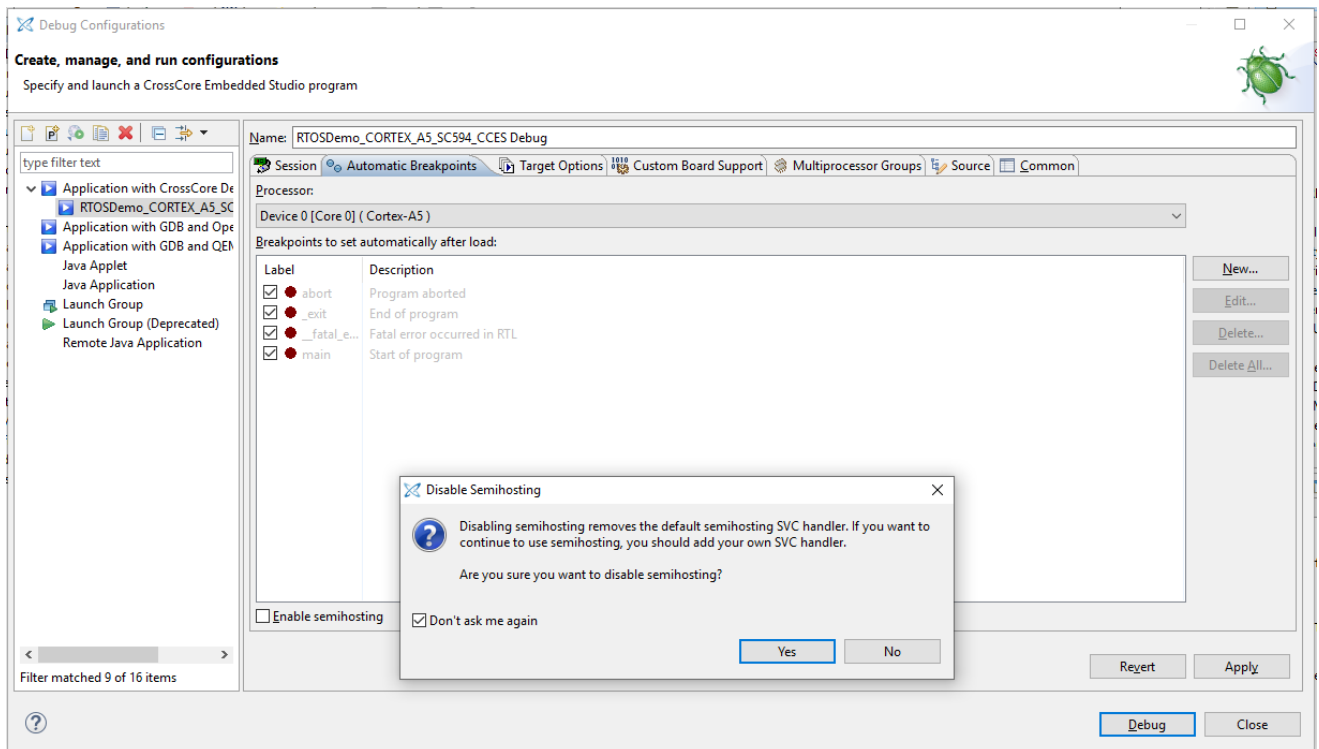 Debug Configurations
Create, manage, and run configurations
Specify and launch a CrossCore Embedded Studio program
type filter text
Application with CrossCore De
RTOSDemo_CORTEX_A5_SC
Application with GDB and Ope
Application with GDB and QEM
Java Applet
Java Application
Launch Group
Launch Group (Deprecated)
Remote Java Application
Filter matched 9 of 16 items
Name: RTOSDemo_CORTEX_A5_SC594_CCES Debug
Session Automatic Breakpoints Target Options Custom Board Support Multiprocessor Groups Source Common
Processor:
Device 0 [Core 0] ( Cortex-A5 )
Breakpoints to set automatically after load:
Label Description
abort Program aborted
_exit End of program
__fatal_e... Fatal error occurred in RTL
main Start of program
New...
Edit...
Delete...
Delete All...
Enable semihosting
Disable Semihosting
Disabling semihosting removes the default semihosting SVC handler. If you want to
continue to use semihosting, you should add your own SVC handler.
Are you sure you want to disable semihosting?
Don't ask me again
Yes No
Revert Apply
Debug Close